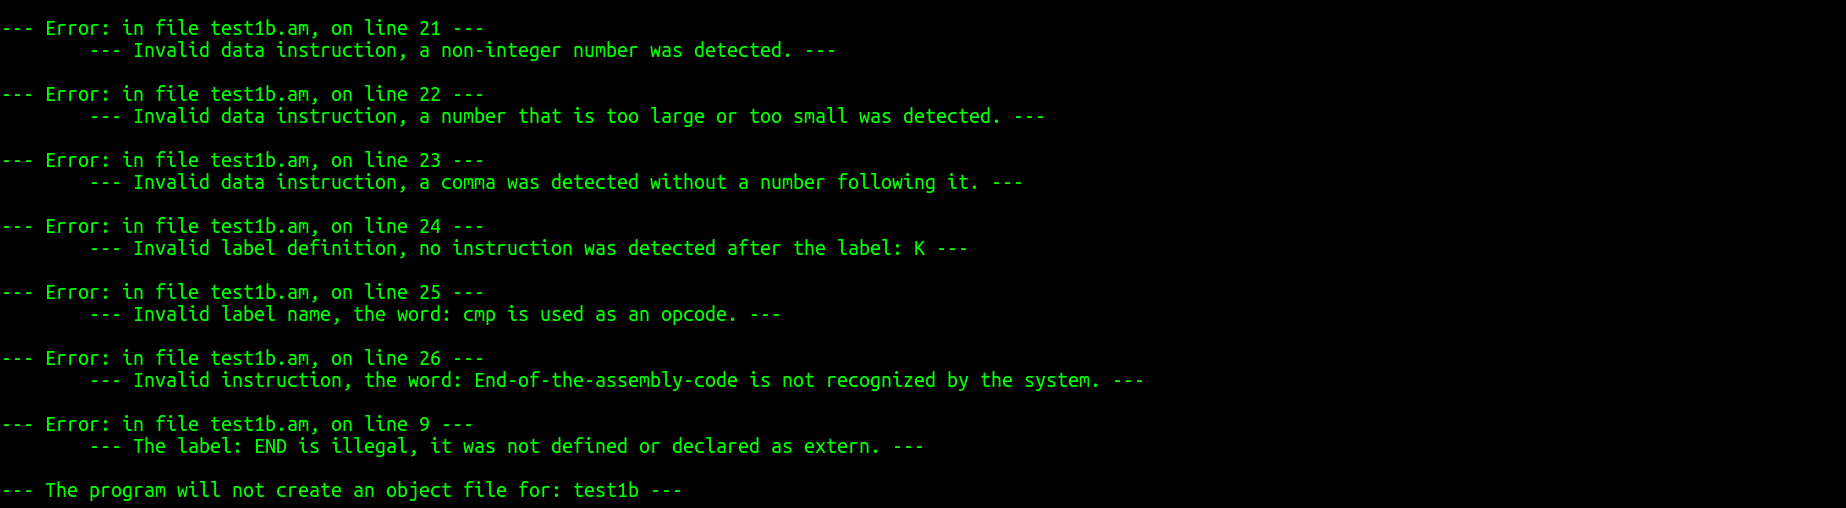 --- Error: in file test1b.am, on line 21 ---
--- Invalid data instruction, a non-integer number was detected. ---
--- Error: in file test1b.am, on line 22 ---
--- Invalid data instruction, a number that is too large or too small was detected. ---
--- Error: in file test1b.am, on line 23 ---
--- Invalid data instruction, a comma was detected without a number following it. ---
--- Error: in file test1b.am, on line 24 ---
--- Invalid label definition, no instruction was detected after the label: K ---
--- Error: in file test1b.am, on line 25 ---
--- Invalid label name, the word: cmp is used as an opcode. ---
--- Error: in file test1b.am, on line 26 ---
--- Invalid instruction, the word: End-of-the-assembly-code is not recognized by the system. ---
--- Error: in file test1b.am, on line 9 ---
--- The label: END is illegal, it was not defined or declared as extern. ---
--- The program will not create an object file for: test1b ---